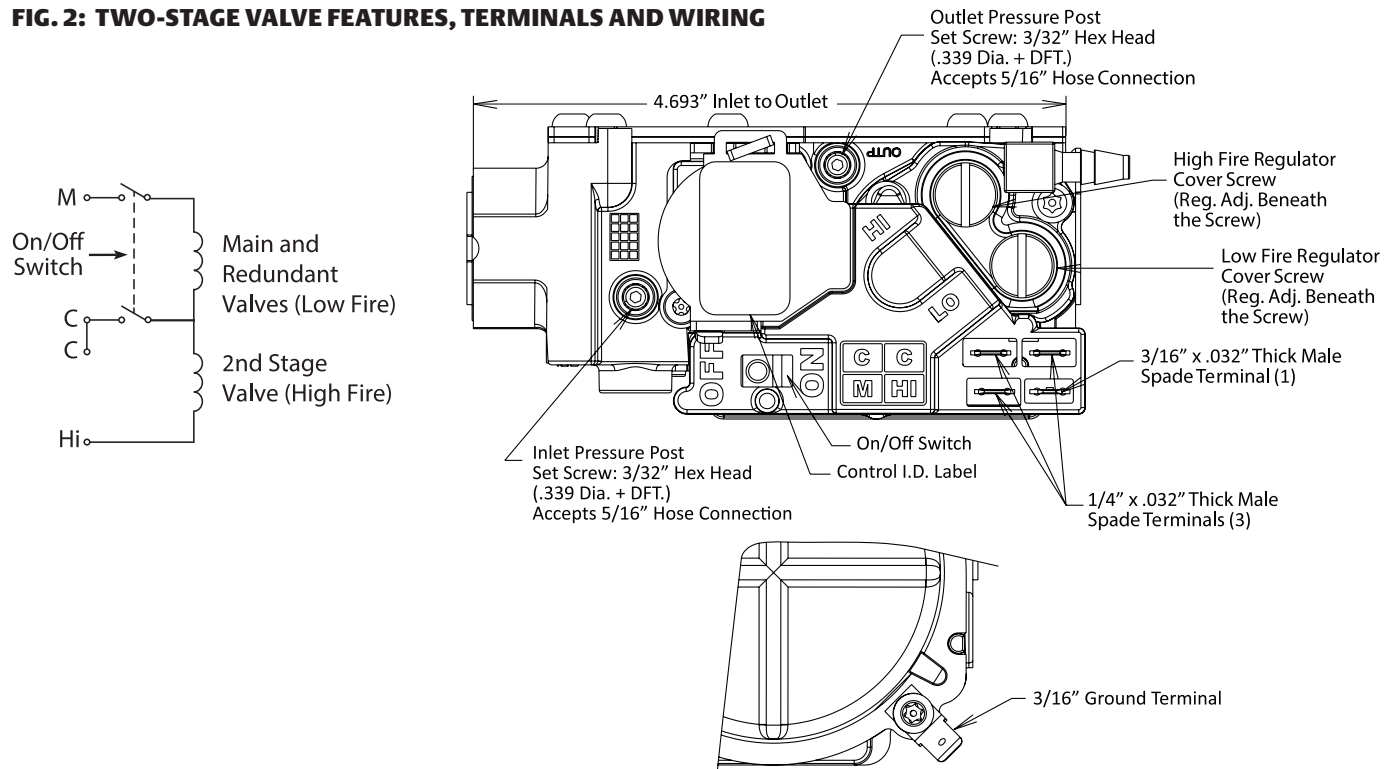 FIG. 2: TWO-STAGE VALVE FEATURES, TERMINALS AND WIRING
Outlet Pressure Post
Set Screw: 3/32" Hex Head
(.339 Dia. + DFT.)
Accepts 5/16" Hose Connection
4.693" Inlet to Outlet
OUTP
High Fire Regulator
Cover Screw
(Reg. Adj. Beneath
the Screw)
M
On/Off
Switch
Main and
Redundant
Valves (Low Fire)
C
C
2nd Stage
Valve (High Fire)
Hi
HI
LO
Low Fire Regulator
Cover Screw
(Reg. Adj. Beneath
the Screw)
OFF
ON
C C
M HI
3/16" x .032" Thick Male
Spade Terminal (1)
On/Off Switch
Control I.D. Label
Inlet Pressure Post
Set Screw: 3/32" Hex Head
(.339 Dia. + DFT.)
Accepts 5/16" Hose Connection
1/4" x .032" Thick Male
Spade Terminals (3)
3/16" Ground Terminal